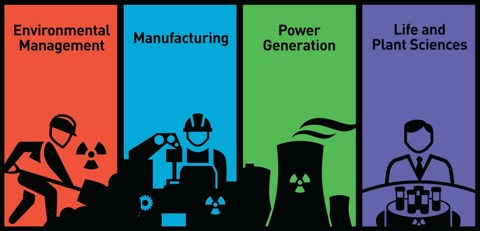 Environmental
Management
Manufacturing
Power
Generation
Life and
Plant Sciences